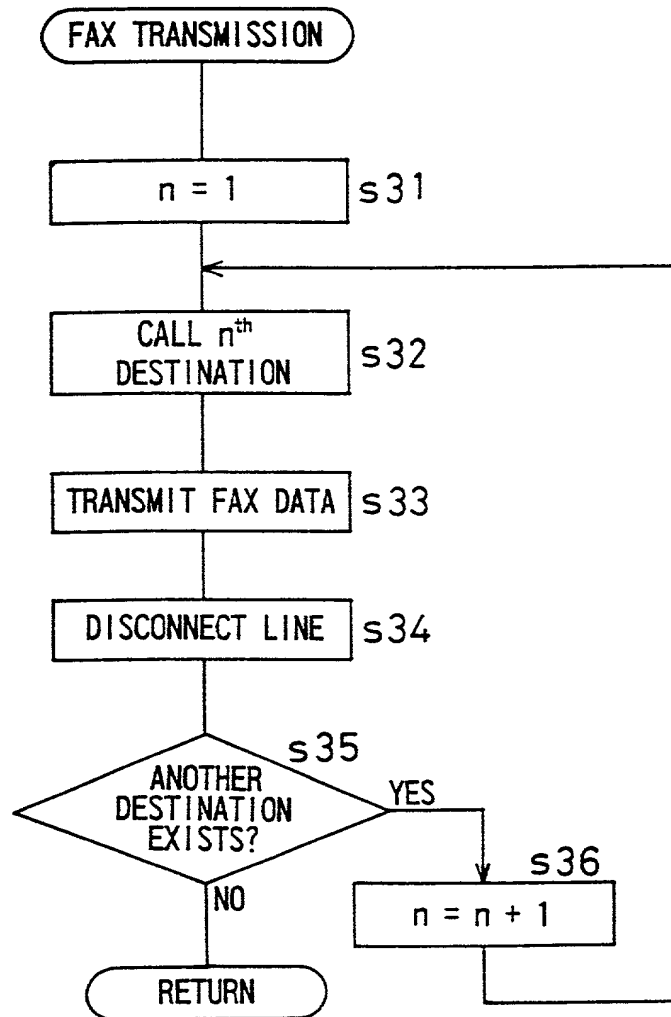 FAX TRANSMISSION
n = 1
s31
CALL nth
DESTINATION
s32
TRANSMIT FAX DATA
s33
DISCONNECT LINE
s34
s35
ANOTHER
DESTINATION
EXISTS?
YES
NO
s36
n = n + 1
RETURN